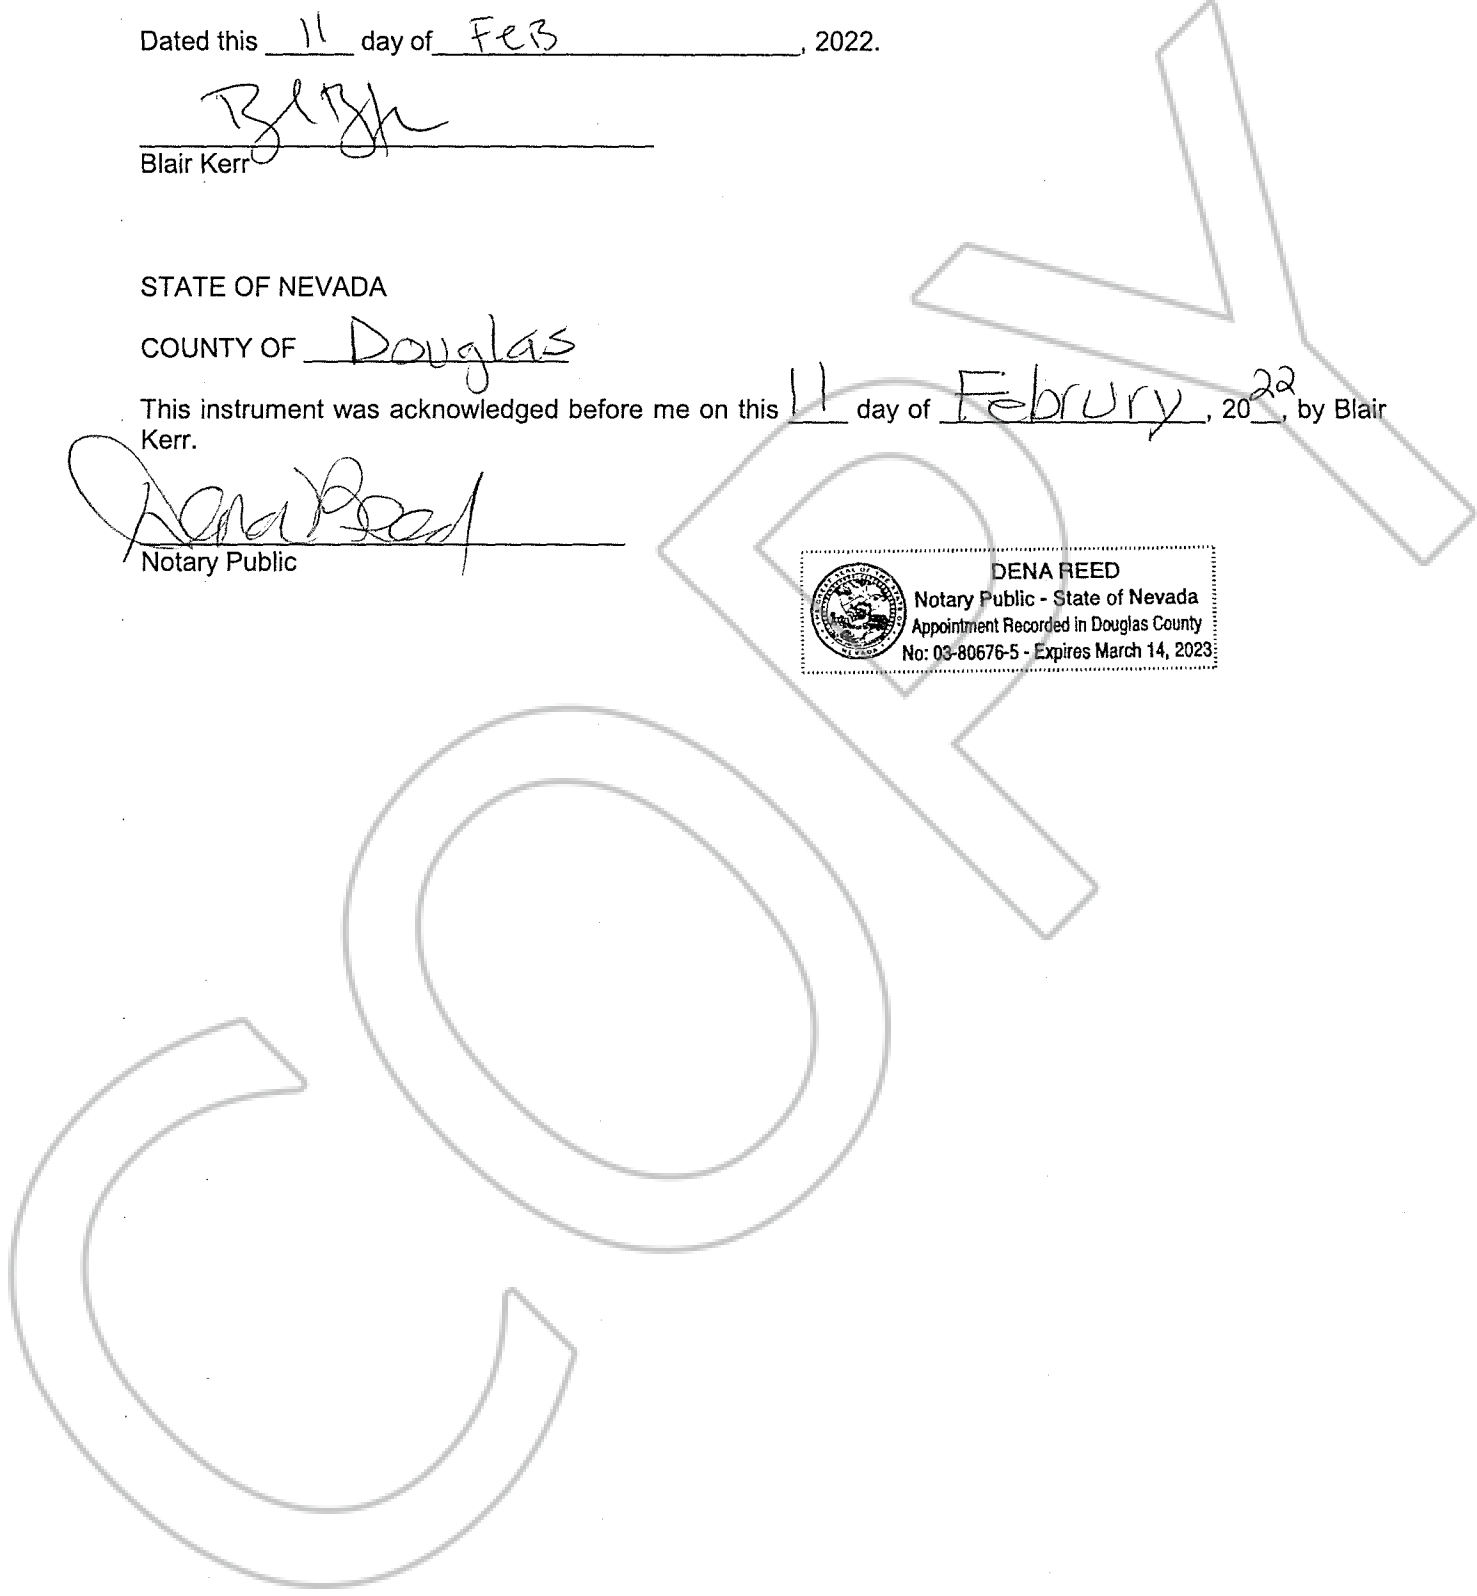 Dated this 11 day of FeB, 2022.
Blair Kerr
STATE OF NEVADA
COUNTY OF Douglas
This instrument was acknowledged before me on this 11 day of Februry, 2022, by Blair
Kerr.
Dena Reed
Notary Public
DENA REED
Notary Public - State of Nevada
Appointment Recorded in Douglas County
No: 03-80676-5 - Expires March 14, 2023
COPY